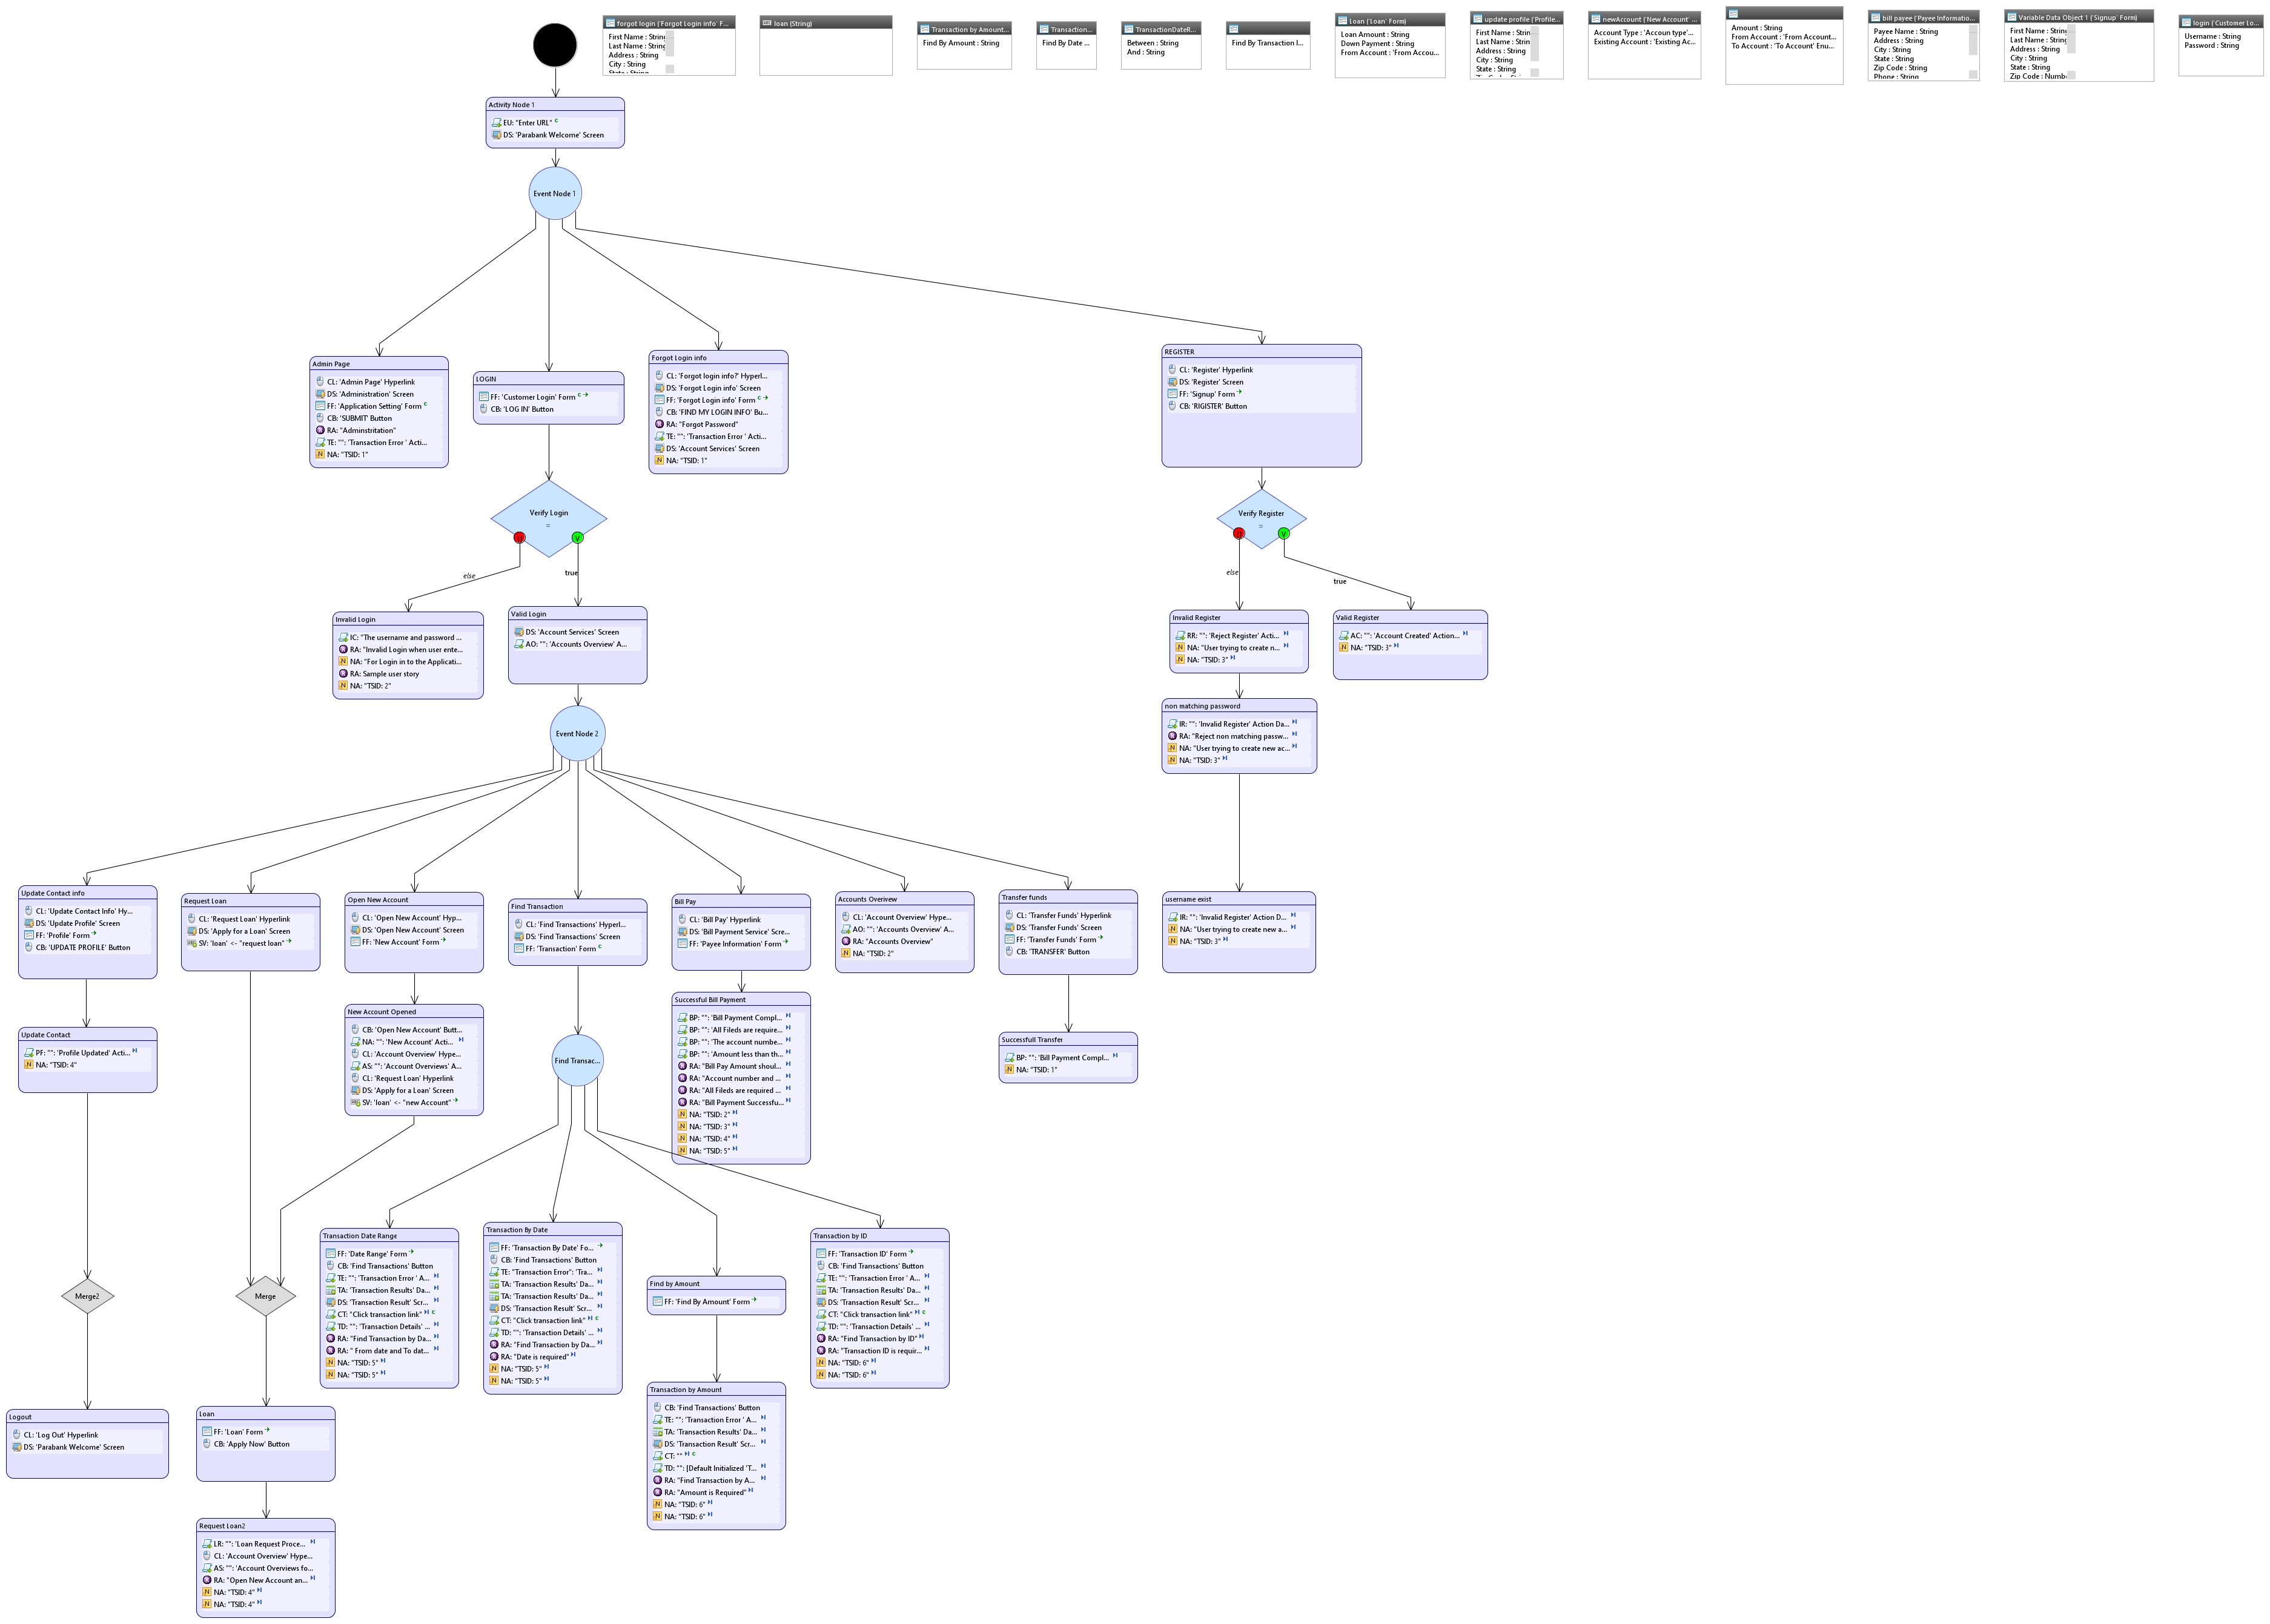 forgot login ('Forgot Login info' F...
First Name : String
Last Name : String
Address : String
City : String
loan (String)
Transaction by Amount...
Find By Amount : String
Transaction...
Find By Date ...
TransactionDateR...
Between : String
And : String
Find By Transaction I...
Loan ('Loan' Form)
Loan Amount : String
Down Payment : String
From Account : 'From Accou...
update profile ('Profile...
First Name : Strin
Last Name : Strin
Address : String
City : String
State : String
newAccount ('New Account' ...
Account Type : 'Accoun type'...
Existing Account : 'Existing Ac...
Amount : String
From Account : 'From Account...
To Account : 'To Account' Enu...
bill payee ('Payee Informatio...
Payee Name : String
Address : String
City : String
State : String
Zip Code : String
Phone : String
Variable Data Object 1 ('Signup' Form)
First Name : String
Last Name : String
Address : String
City : String
State : String
Zip Code : Numb
login ('Customer Lo...
Username : String
Password : String
Activity Node 1
EU: "Enter URL" c
DS: 'Parabank Welcome' Screen
Event Node 1
Admin Page
CL: 'Admin Page' Hyperlink
DS: 'Administration' Screen
FF: 'Application Setting' Form c
CB: 'SUBMIT' Button
RA: "Adminstritation"
TE: "": 'Transaction Error ' Acti...
NA: "TSID: 1"
LOGIN
FF: 'Customer Login' Form c
CB: 'LOG IN' Button
Forgot Login info
CL: 'Forgot login info?' Hyperl...
DS: 'Forgot Login info' Screen
FF: 'Forgot Login info' Form c
CB: 'FIND MY LOGIN INFO' Bu...
RA: "Forgot Password"
TE: "": 'Transaction Error ' Acti...
DS: 'Account Services' Screen
NA: "TSID: 1"
REGISTER
CL: 'Register' Hyperlink
DS: 'Register' Screen
FF: 'Signup' Form
CB: 'RIGISTER' Button
Verify Login
=
V
else
true
Verify Register
=
V
else
true
Invalid Login
IC: "The username and password ...
RA: "Invalid Login when user ente...
NA: "For Login in to the Applicati...
RA: Sample user story
NA: "TSID: 2"
Valid Login
DS: 'Account Services' Screen
AO: "": 'Accounts Overview' A...
Invalid Register
RR: "": 'Reject Register' Acti...
NA: "User trying to create n...
NA: "TSID: 3"
Valid Register
AC: "": 'Account Created' Action...
NA: "TSID: 3"
non matching password
IR: "": 'Invalid Register' Action Da...
RA: "Reject non matching passw...
NA: "User trying to create new ac...
NA: "TSID: 3"
Event Node 2
Update Contact info
CL: 'Update Contact Info' Hy...
DS: 'Update Profile' Screen
FF: 'Profile' Form
CB: 'UPDATE PROFILE' Button
Request Loan
CL: 'Request Loan' Hyperlink
DS: 'Apply for a Loan' Screen
SV: 'loan' <- "request loan"
Open New Account
CL: 'Open New Account' Hyp...
DS: 'Open New Account' Screen
FF: 'New Account' Form
Find Transaction
CL: 'Find Transactions' Hyperl...
DS: 'Find Transactions' Screen
FF: 'Transaction' Form c
Bill Pay
CL: 'Bill Pay' Hyperlink
DS: 'Bill Payment Service' Scre...
FF: 'Payee Information' Form
Accounts Overivew
CL: 'Account Overview' Hype...
AO: "": 'Accounts Overview' A...
RA: "Accounts Overview"
NA: "TSID: 2"
Transfer funds
CL: 'Transfer Funds' Hyperlink
DS: 'Transfer Funds' Screen
FF: 'Transfer Funds' Form
CB: 'TRANSFER' Button
username exist
IR: "": 'Invalid Register' Action D...
NA: "User trying to create new a...
NA: "TSID: 3"
Update Contact
PF: "": 'Profile Updated' Acti...
NA: "TSID: 4"
New Account Opened
CB: 'Open New Account' Butt...
NA: "": 'New Account' Acti...
CL: 'Account Overview' Hype...
AS: "": 'Account Overviews' A...
CL: 'Request Loan' Hyperlink
DS: 'Apply for a Loan' Screen
SV: 'loan' <- "new Account"
Find Transac...
Successful Bill Payment
BP: "": 'Bill Payment Compl...
BP: "": 'All Fileds are require...
BP: "": 'The account numbe...
BP: "": 'Amount less than th...
RA: "Bill Pay Amount shoul...
RA: "Account number and ...
RA: "All Fileds are required ...
RA: "Bill Payment Successfu...
NA: "TSID: 2"
NA: "TSID: 3"
NA: "TSID: 4"
NA: "TSID: 5"
Successfull Transfer
BP: "": 'Bill Payment Compl...
NA: "TSID: 1"
Transaction Date Range
FF: 'Date Range' Form
CB: 'Find Transactions' Button
TE: "": 'Transaction Error ' A...
TA: 'Transaction Results' Da...
DS: 'Transaction Result' Scr...
CT: "Click transaction link" c
TD: "": 'Transaction Details' ...
RA: "Find Transaction by Da...
RA: " From date and To dat...
NA: "TSID: 5"
NA: "TSID: 5"
Transaction By Date
FF: 'Transaction By Date' Fo...
CB: 'Find Transactions' Button
TE: "Transaction Error": 'Tra...
TA: 'Transaction Results' Da...
TA: 'Transaction Results' Da...
DS: 'Transaction Result' Scr...
CT: "Click transaction link" c
TD: "": 'Transaction Details' ...
RA: "Find Transaction by Da...
RA: "Date is required"
NA: "TSID: 5"
NA: "TSID: 5"
Find by Amount
FF: 'Find By Amount' Form
Transaction by ID
FF: 'Transaction ID' Form
CB: 'Find Transactions' Button
TE: "": 'Transaction Error ' A...
TA: 'Transaction Results' Da...
DS: 'Transaction Result' Scr...
CT: "Click transaction link" c
TD: "": 'Transaction Details' ...
RA: "Find Transaction by ID"
RA: "Transaction ID is requir...
NA: "TSID: 6"
NA: "TSID: 6"
Merge2
Merge
Transaction by Amount
CB: 'Find Transactions' Button
TE: "": 'Transaction Error ' A...
TA: 'Transaction Results' Da...
DS: 'Transaction Result' Scr...
CT: "" c
TD: "": [Default Initialized 'T...
RA: "Find Transaction by A...
RA: "Amount is Required"
NA: "TSID: 6"
NA: "TSID: 6"
Logout
CL: 'Log Out' Hyperlink
DS: 'Parabank Welcome' Screen
Loan
FF: 'Loan' Form
CB: 'Apply Now' Button
Request Loan2
LR: "": 'Loan Request Proce...
CL: 'Account Overview' Hype...
AS: "": 'Account Overviews fo...
RA: "Open New Account an...
NA: "TSID: 4"
NA: "TSID: 4"